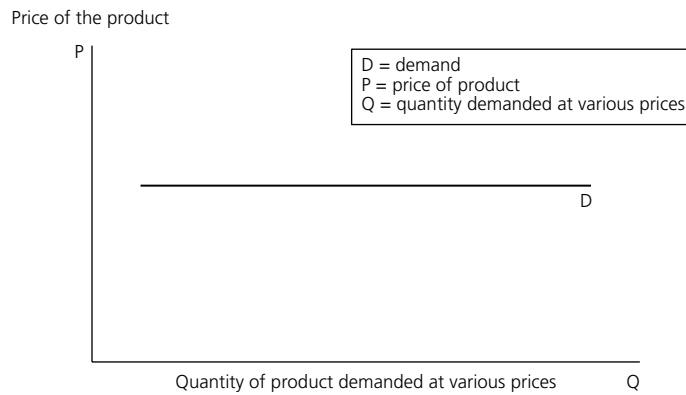 Price of the product
P
D = demand
P = price of product
Q = quantity demanded at various prices
D
Quantity of product demanded at various prices
Q